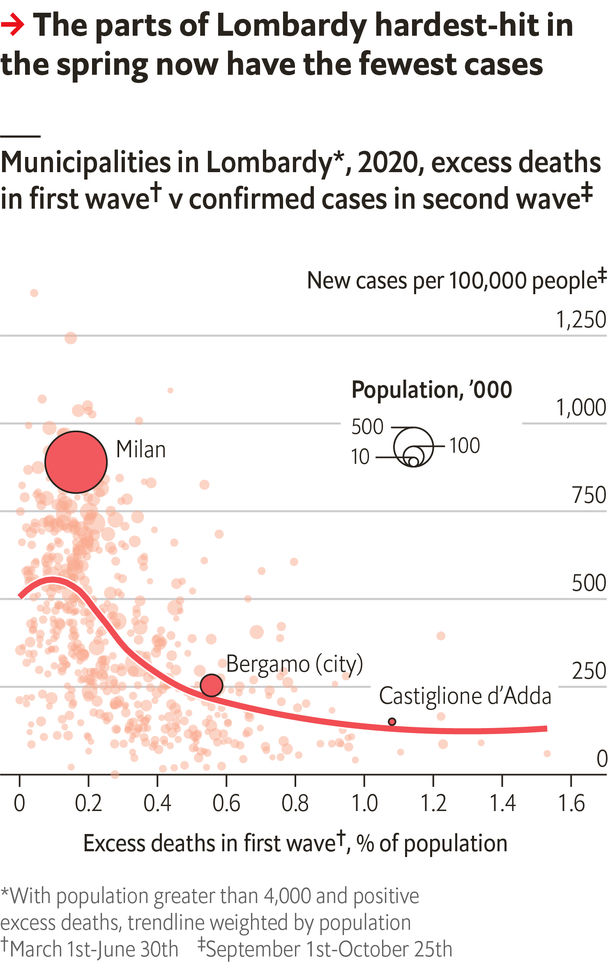 → The parts of Lombardy hardest-hit in
the spring now have the fewest cases
Municipalities in Lombardy*, 2020, excess deaths
in first wave† v confirmed cases in second wave‡
New cases per 100,000 people‡
1,250
Population, ’000
1,000
500
100
10
Milan
750
500
Bergamo (city)
250
Castiglione d’Adda
0
0 0.2 0.4 0.6 0.8 1.0 1.2 1.4 1.6
Excess deaths in first wave†, % of population
*With population greater than 4,000 and positive
excess deaths, trendline weighted by population
†March 1st-June 30th ‡September 1st-October 25th